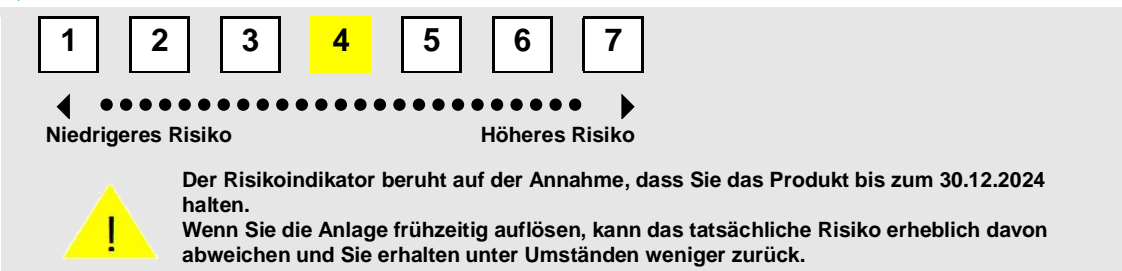 1 2 3 4 5 6 7
Niedrigeres Risiko Höheres Risiko
!
Der Risikoindikator beruht auf der Annahme, dass Sie das Produkt bis zum 30.12.2024
halten.
Wenn Sie die Anlage frühzeitig auflösen, kann das tatsächliche Risiko erheblich davon
abweichen und Sie erhalten unter Umständen weniger zurück.